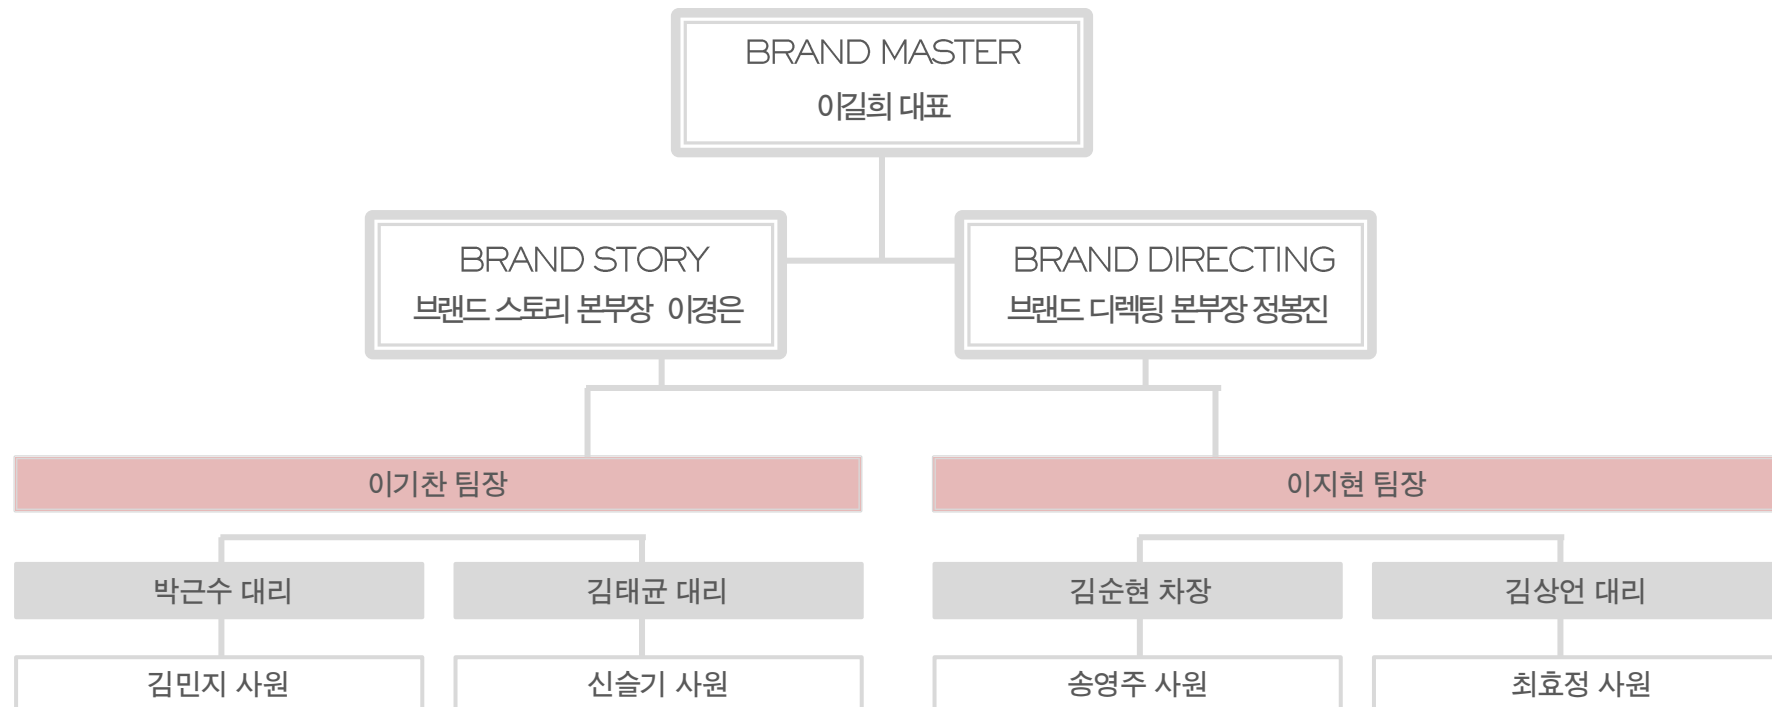 BRAND MASTER
이길희 대표
BRAND STORY
브랜드 스토리 본부장 이경은
BRAND DIRECTING
브랜드 디렉팅 본부장 정봉진
이기찬 팀장
이지현 팀장
박근수 대리
김태균 대리
김순현 차장
김상언 대리
김민지 사원
신슬기 사원
송영주 사원
최효정 사원